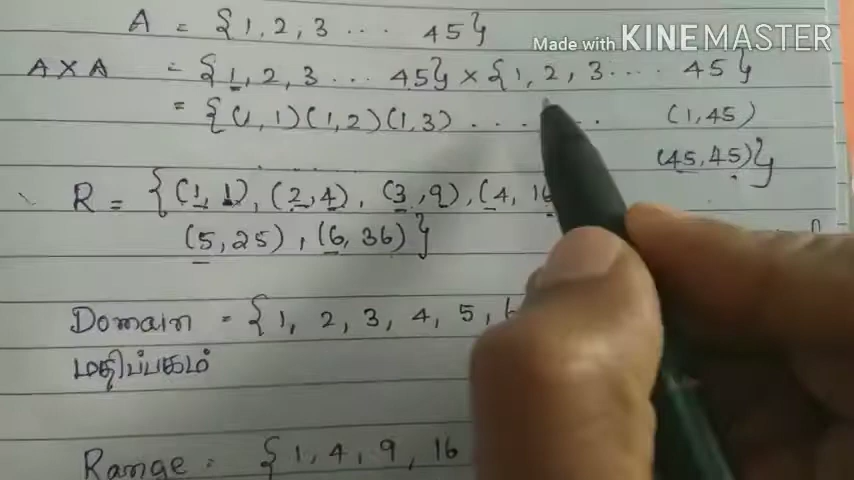 A = {1, 2, 3 ... 45}
Made with KINEMASTER
A X A = {1, 2, 3 ... 45} × {1, 2, 3 .... 45}
= {(1, 1) (1, 2) (1, 3) ....... (1, 45)
(45, 45)}
R = {(1, 1), (2, 4), (3, 9), (4, 16
(5, 25), (6, 36)}
Domain = {1, 2, 3, 4, 5, 6
மதிப்பகம்
Range = {1, 4, 9, 16